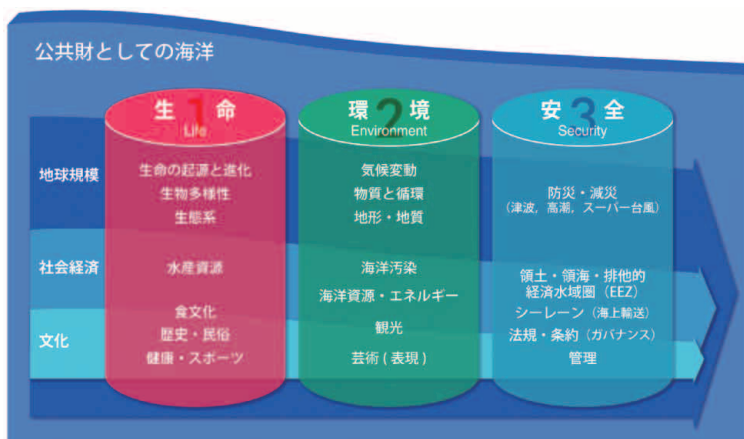 公共財としての海洋
生 1 命
Life
環 2 境
Environment
安 3 全
Security
地球規模
生命の起源と進化
生物多様性
生態系
気候変動
物質と循環
地形・地質
防災・減災
(津波，高潮，スーパー台風)
社会経済
水産資源
海洋汚染
海洋資源・エネルギー
領土・領海・排他的
経済水域圏（EEZ）
シーレーン（海上輸送）
文化
食文化
歴史・民俗
健康・スポーツ
観光
芸術 ( 表現 )
法規・条約（ガバナンス）
管理